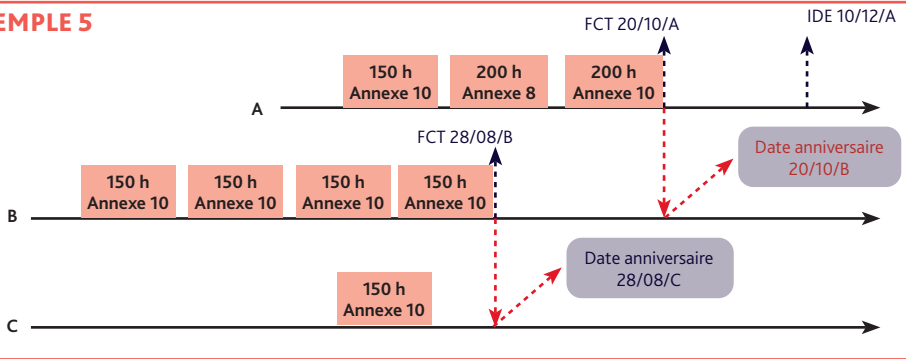 EMPLE 5
FCT 20/10/A
IDE 10/12/A
150 h
Annexe 10
200 h
Annexe 8
200 h
Annexe 10
A
FCT 28/08/B
Date anniversaire
20/10/B
150 h
Annexe 10
150 h
Annexe 10
150 h
Annexe 10
150 h
Annexe 10
B
Date anniversaire
28/08/C
150 h
Annexe 10
C